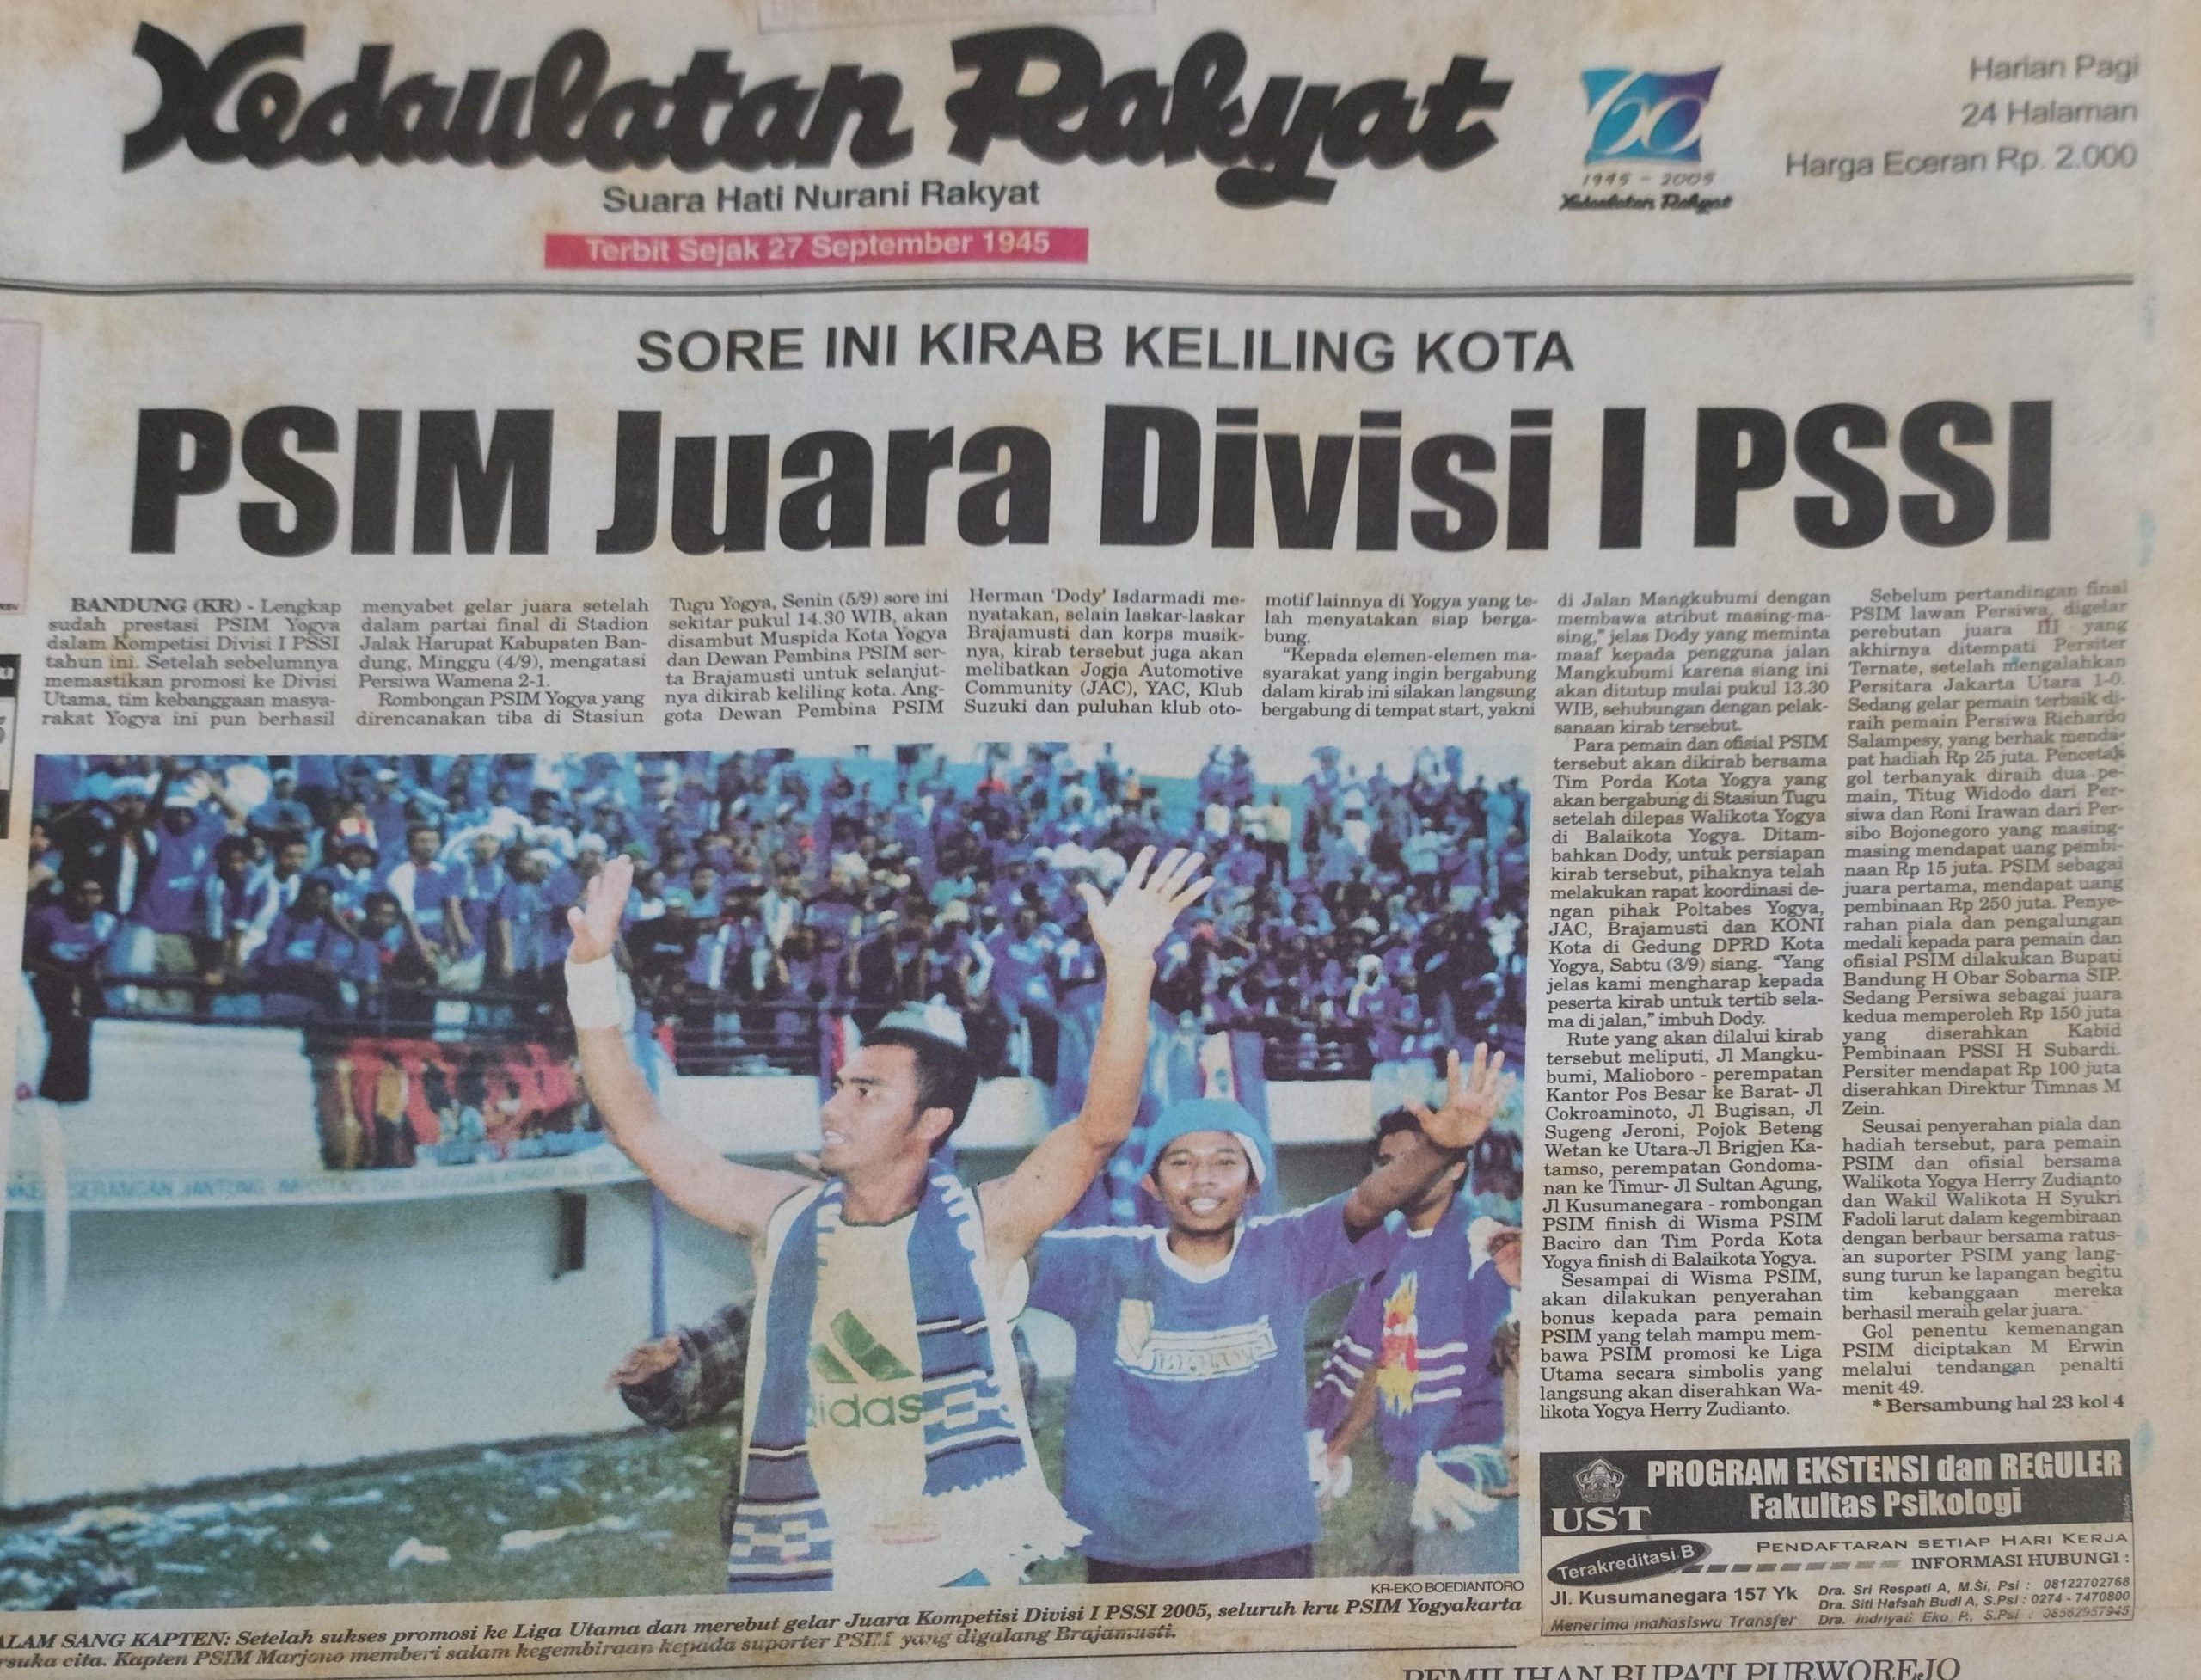 Kedaulatan Rakyat
Suara Hati Nurani Rakyat
Terbit Sejak 27 September 1945
60
1945 - 2005
Kedaulatan Rakyat
Harian Pagi
24 Halaman
Harga Eceran Rp. 2.000
SORE INI KIRAB KELILING KOTA
PSIM Juara Divisi I PSSI
BANDUNG (KR) - Lengkap
sudah prestasi PSIM Yogya
dalam Kompetisi Divisi I PSSI
tahun ini. Setelah sebelumnya
memastikan promosi ke Divisi
Utama, tim kebanggaan masya-
rakat Yogya ini pun berhasil
menyabet gelar juara setelah
dalam partai final di Stadion
Jalak Harupat Kabupaten Ban-
dung, Minggu (4/9), mengatasi
Persiwa Wamena 2-1.
Rombongan PSIM Yogya yang
direncanakan tiba di Stasiun
Tugu Yogya, Senin (5/9) sore ini
sekitar pukul 14.30 WIB, akan
disambut Muspida Kota Yogya
dan Dewan Pembina PSIM ser-
ta Brajamusti untuk selanjut-
nya dikirab keliling kota. Ang-
gota Dewan Pembina PSIM
Herman 'Dody' Isdarmadi me-
nyatakan, selain laskar-laskar
Brajamusti dan korps musik-
nya, kirab tersebut juga akan
melibatkan Jogja Automotive
Community (JAC), YAC, Klub
Suzuki dan puluhan klub oto-
motif lainnya di Yogya yang te-
lah menyatakan siap berga-
bung.
"Kepada elemen-elemen ma-
syarakat yang ingin bergabung
dalam kirab ini silakan langsung
bergabung di tempat start, yakni
di Jalan Mangkubumi dengan
membawa atribut masing-ma-
sing," jelas Dody yang meminta
maaf kepada pengguna jalan
Mangkubumi karena siang ini
akan ditutup mulai pukul 13.30
WIB, sehubungan dengan pelak-
sanaan kirab tersebut.
Para pemain dan ofisial PSIM
tersebut akan dikirab bersama
Tim Porda Kota Yogya yang
akan bergabung di Stasiun Tugu
setelah dilepas Walikota Yogya
di Balaikota Yogya. Ditam-
bahkan Dody, untuk persiapan
kirab tersebut, pihaknya telah
melakukan rapat koordinasi de-
ngan pihak Poltabes Yogya,
JAC, Brajamusti dan KONI
Kota di Gedung DPRD Kota
Yogya, Sabtu (3/9) siang. "Yang
jelas kami mengharap kepada
peserta kirab untuk tertib sela-
ma di jalan," imbuh Dody.
Rute yang akan dilalui kirab
tersebut meliputi, Jl Mangku-
bumi, Malioboro - perempatan
Kantor Pos Besar ke Barat- Jl
Cokroaminoto, Jl Bugisan, Jl
Sugeng Jeroni, Pojok Beteng
Wetan ke Utara-Jl Brigjen Ka-
tamso, perempatan Gondoma-
nan ke Timur- Jl Sultan Agung,
Jl Kusumanegara - rombongan
PSIM finish di Wisma PSIM
Baciro dan Tim Porda Kota
Yogya finish di Balaikota Yogya.
Sesampai di Wisma PSIM,
akan dilakukan penyerahan
bonus kepada para pemain
PSIM yang telah mampu mem-
bawa PSIM promosi ke Liga
Utama secara simbolis yang
langsung akan diserahkan Wa-
likota Yogya Herry Zudianto.
Sebelum pertandingan final
PSIM lawan Persiwa, digelar
perebutan juara III yang
akhirnya ditempati Persiter
Ternate, setelah mengalahkan
Persitara Jakarta Utara 1-0.
Sedang gelar pemain terbaik di-
raih pemain Persiwa Richardo
Salampesy, yang berhak menda-
pat hadiah Rp 25 juta. Pencetak
gol terbanyak diraih dua pe-
main, Titug Widodo dari Per-
siwa dan Roni Irawan dari Per-
sibo Bojonegoro yang masing-
masing mendapat uang pembi-
naan Rp 15 juta. PSIM sebagai
juara pertama, mendapat uang
pembinaan Rp 250 juta. Penye-
rahan piala dan pengalungan
medali kepada para pemain dan
ofisial PSIM dilakukan Bupati
Bandung H Obar Sobarna SIP.
Sedang Persiwa sebagai juara
kedua memperoleh Rp 150 juta
yang diserahkan Kabid
Pembinaan PSSI H Subardi.
Persiter mendapat Rp 100 juta
diserahkan Direktur Timnas M
Zein.
Seusai penyerahan piala dan
hadiah tersebut, para pemain
PSIM dan ofisial bersama
Walikota Yogya Herry Zudianto
dan Wakil Walikota H Syukri
Fadoli larut dalam kegembiraan
dengan berbaur bersama ratus-
an suporter PSIM yang lang-
sung turun ke lapangan begitu
tim kebanggaan mereka
berhasil meraih gelar juara.
Gol penentu kemenangan
PSIM diciptakan M Erwin
melalui tendangan penalti
menit 49.
* Bersambung hal 23 kol 4
SERANGAN JANTUNG
adidas
KR-EKO BOEDIANTORO
ALAM SANG KAPTEN: Setelah sukses promosi ke Liga Utama dan merebut gelar Juara Kompetisi Divisi I PSSI 2005, seluruh kru PSIM Yogyakarta
rsuka cita. Kapten PSIM Marjono memberi salam kegembiraan kepada suporter PSIM yang digalang Brajamusti.
UST
PROGRAM EKSTENSI dan REGULER
Fakultas Psikologi
Terakreditasi B
PENDAFTARAN SETIAP HARI KERJA
INFORMASI HUBUNGI :
Jl. Kusumanegara 157 Yk
Menerima mahasiswa Transfer
Dra. Sri Respati A, M.Si, Psi : 08122702768
Dra. Siti Hafsah Budi A, S.Psi : 0274 - 7470800
Dra. Indriyati Eko P., S.Psi : 08562957945
PEMILIHAN BUPATI PURWOREJO